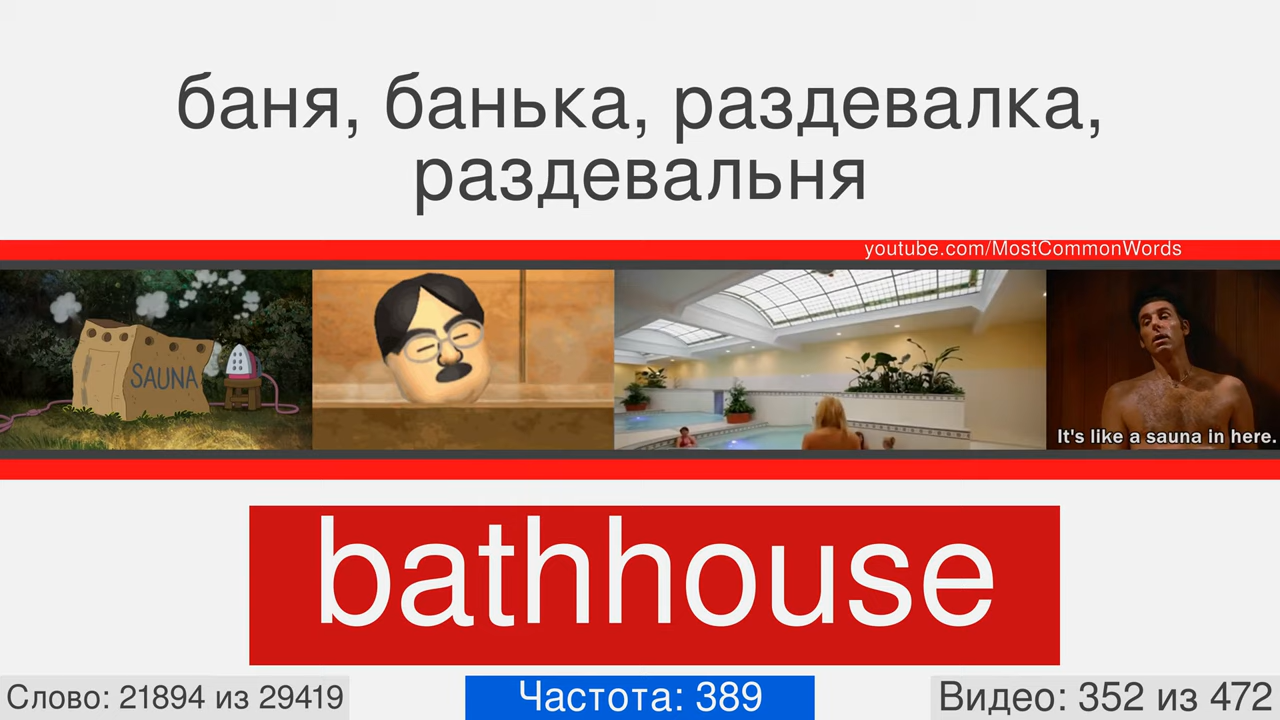 баня, банька, раздевалка,
раздевальня
youtube.com/MostCommonWords
SAUNA
It's like a sauna in here.
bathhouse
Слово: 21894 из 29419
Частота: 389
Видео: 352 из 472